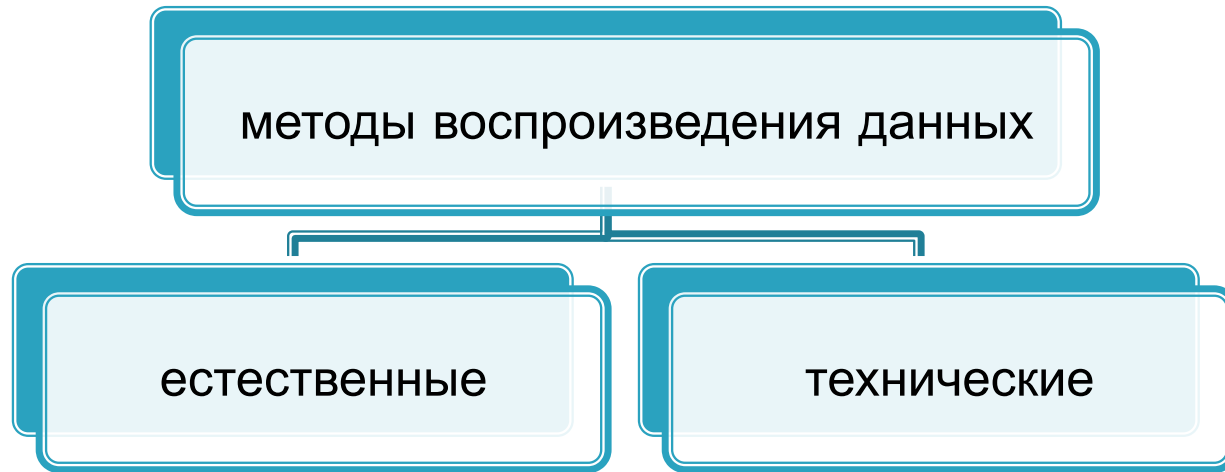 методы воспроизведения данных
естественные
технические